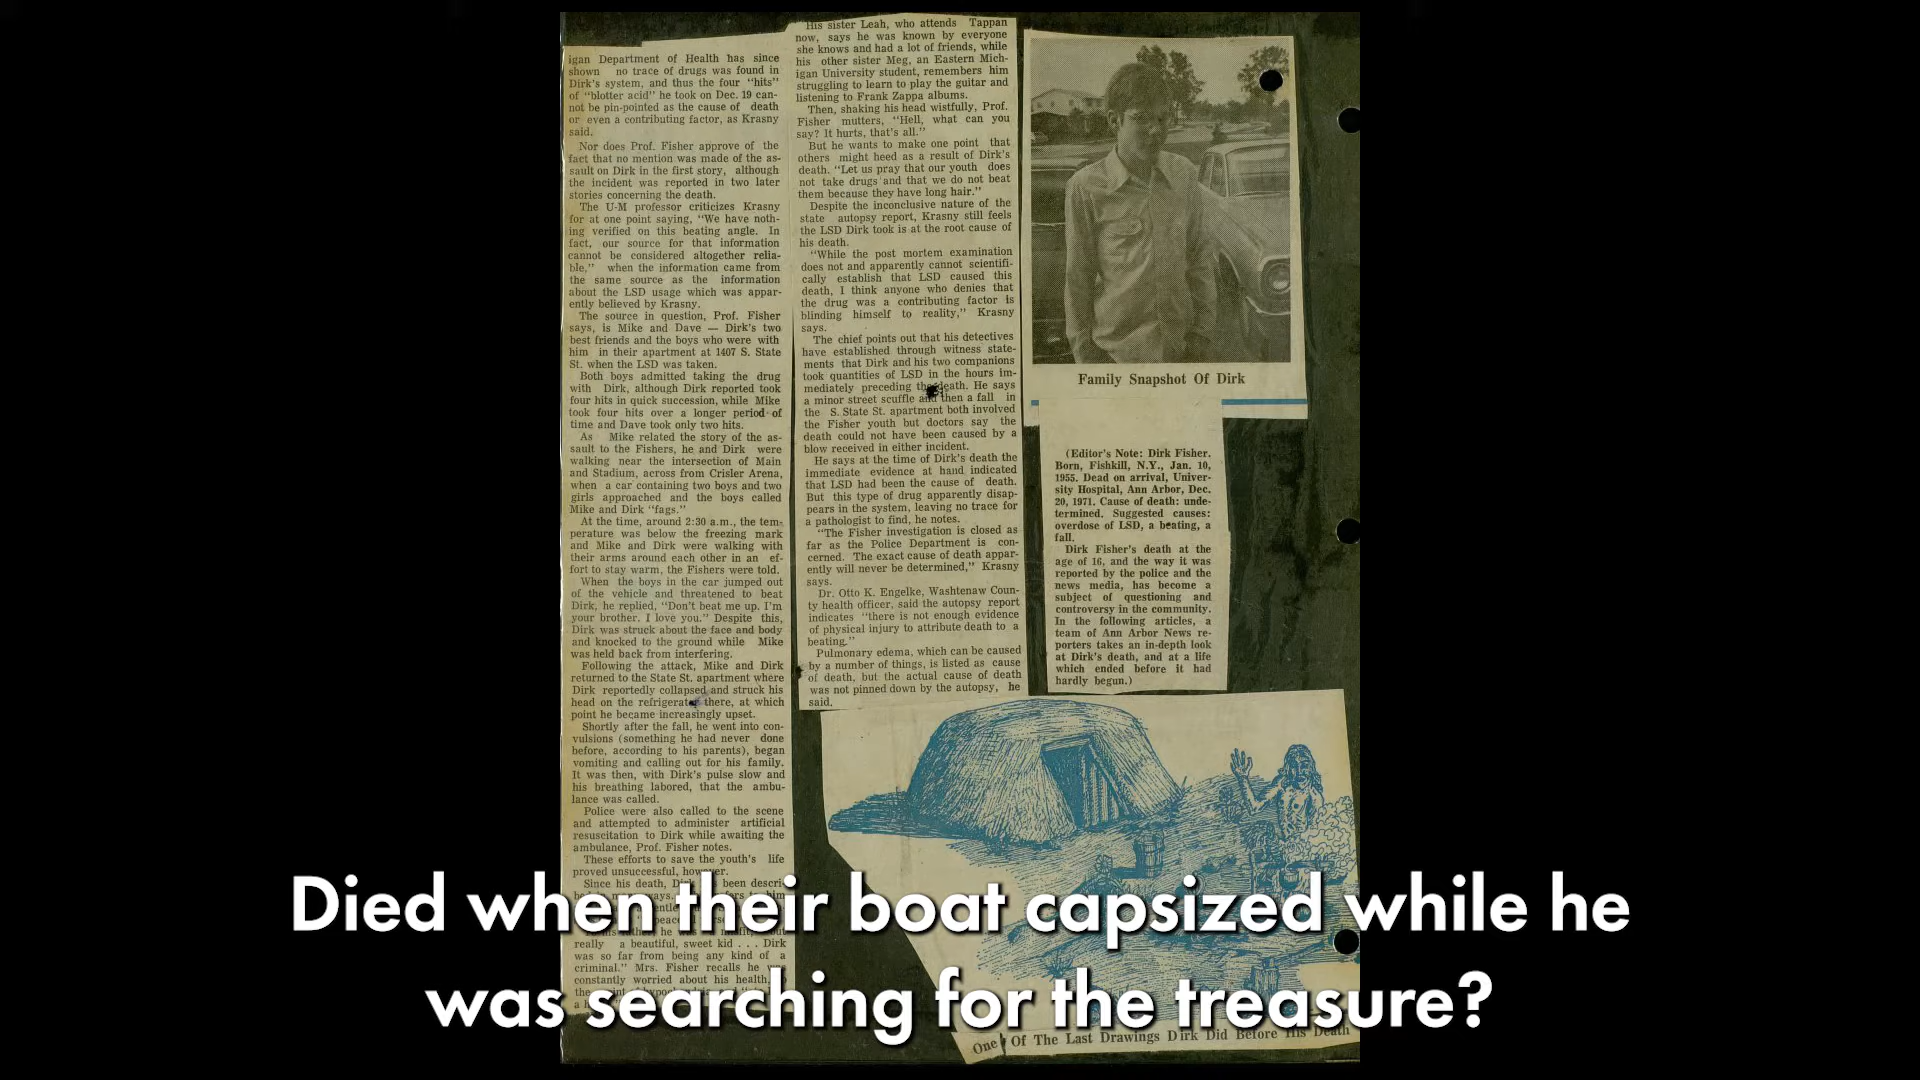 igan Department of Health has since
shown no trace of drugs was found in
Dirk's system, and thus the four "hits"
of "blotter acid" he took on Dec. 19 can-
not be pin-pointed as the cause of death
or even a contributing factor, as Krasny
said.
Nor does Prof. Fisher approve of the
fact that no mention was made of the as-
sault on Dirk in the first story, although
the incident was reported in two later
stories concerning the death.
The U-M professor criticizes Krasny
for at one point saying, "We have noth-
ing verified on this beating angle. In
fact, our source for that information
cannot be considered altogether relia-
ble," when the information came from
the same source as the information
about the LSD usage which was appar-
ently believed by Krasny.
The source in question, Prof. Fisher
says, is Mike and Dave — Dirk's two
best friends and the boys who were with
him in their apartment at 1407 S. State
St. when the LSD was taken.
Both boys admitted taking the drug
with Dirk, although Dirk reported took
four hits in quick succession, while Mike
took four hits over a longer period of
time and Dave took only two hits.
As Mike related the story of the as-
sault to the Fishers, he and Dirk were
walking near the intersection of Main
and Stadium, across from Crisler Arena,
when a car containing two boys and two
girls approached and the boys called
Mike and Dirk "fags."
At the time, around 2:30 a.m., the tem-
perature was below the freezing mark
and Mike and Dirk were walking with
their arms around each other in an ef-
fort to stay warm, the Fishers were told.
When the boys in the car jumped out
of the vehicle and threatened to beat
Dirk, he replied, "Don't beat me up. I'm
your brother. I love you." Despite this,
Dirk was struck about the face and body
and knocked to the ground while Mike
was held back from interfering.
Following the attack, Mike and Dirk
returned to the State St. apartment where
Dirk reportedly collapsed and struck his
head on the refrigerator there, at which
point he became increasingly upset.
Shortly after the fall, he went into con-
vulsions (something he had never done
before, according to his parents), began
vomiting and calling out for his family.
It was then, with Dirk's pulse slow and
his breathing labored, that the ambu-
lance was called.
Police were also called to the scene
and attempted to administer artificial
resuscitation to Dirk while awaiting the
ambulance, Prof. Fisher notes.
These efforts to save the youth's life
proved unsuccessful, however.
Since his death, Dirk been descri-
really a beautiful, sweet kid . . . Dirk
was so far from being any kind of a
criminal." Mrs. Fisher recalls he
constantly worried about his health,
His sister Leah, who attends Tappan
now, says he was known by everyone
she knows and had a lot of friends, while
his other sister Meg, an Eastern Mich-
igan University student, remembers him
struggling to learn to play the guitar and
listening to Frank Zappa albums.
Then, shaking his head wistfully, Prof.
Fisher mutters, "Hell, what can you
say? It hurts, that's all."
But he wants to make one point that
others might heed as a result of Dirk's
death. "Let us pray that our youth does
not take drugs and that we do not beat
them because they have long hair."
Despite the inconclusive nature of the
state autopsy report, Krasny still feels
the LSD Dirk took is at the root cause of
his death.
"While the post mortem examination
does not and apparently cannot scientifi-
cally establish that LSD caused this
death, I think anyone who denies that
the drug was a contributing factor is
blinding himself to reality," Krasny
says.
The chief points out that his detectives
have established through witness state-
ments that Dirk and his two companions
took quantities of LSD in the hours im-
mediately preceding the death. He says
a minor street scuffle and then a fall in
the S. State St. apartment both involved
the Fisher youth but doctors say the
death could not have been caused by a
blow received in either incident.
He says at the time of Dirk's death the
immediate evidence at hand indicated
that LSD had been the cause of death.
But this type of drug apparently disap-
pears in the system, leaving no trace for
a pathologist to find, he notes.
"The Fisher investigation is closed as
far as the Police Department is con-
cerned. The exact cause of death appar-
ently will never be determined," Krasny
says.
Dr. Otto K. Engelke, Washtenaw Coun-
ty health officer, said the autopsy report
indicates "there is not enough evidence
of physical injury to attribute death to a
beating."
Pulmonary edema, which can be caused
by a number of things, is listed as cause
of death, but the actual cause of death
was not pinned down by the autopsy, he
said.
Family Snapshot Of Dirk
(Editor's Note: Dirk Fisher.
Born, Fishkill, N.Y., Jan. 10,
1955. Dead on arrival, Univer-
sity Hospital, Ann Arbor, Dec.
20, 1971. Cause of death: unde-
termined. Suggested causes:
overdose of LSD, a beating, a
fall.
Dirk Fisher's death at the
age of 16, and the way it was
reported by the police and the
news media, has become a
subject of questioning and
controversy in the community.
In the following articles, a
team of Ann Arbor News re-
porters takes an in-depth look
at Dirk's death, and at a life
which ended before it had
hardly begun.)
One Of The Last Drawings Dirk Did Before His Death
Died when their boat capsized while he
was searching for the treasure?